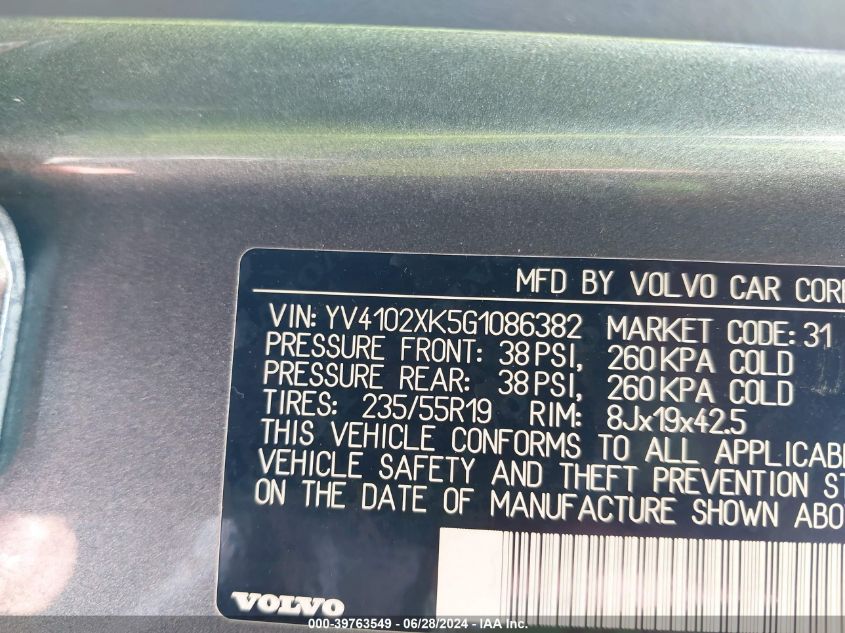 MFD BY VOLVO CAR
VIN: YV4102XK5G1086382 MARKET CODE: 31
PRESSURE FRONT: 38 PSI, 260 KPA COLD
PRESSURE REAR: 38 PSI, 260 KPA COLD
TIRES: 235/55R19 RIM: 8Jx19x42.5
THIS VEHICLE CONFORMS TO ALL
VEHICLE SAFETY AND THEFT PREVENTION
ON THE DATE OF MANUFACTURE SHOWN
VOLVO
000-39763549 - 06/28/2024 - IAA Inc.